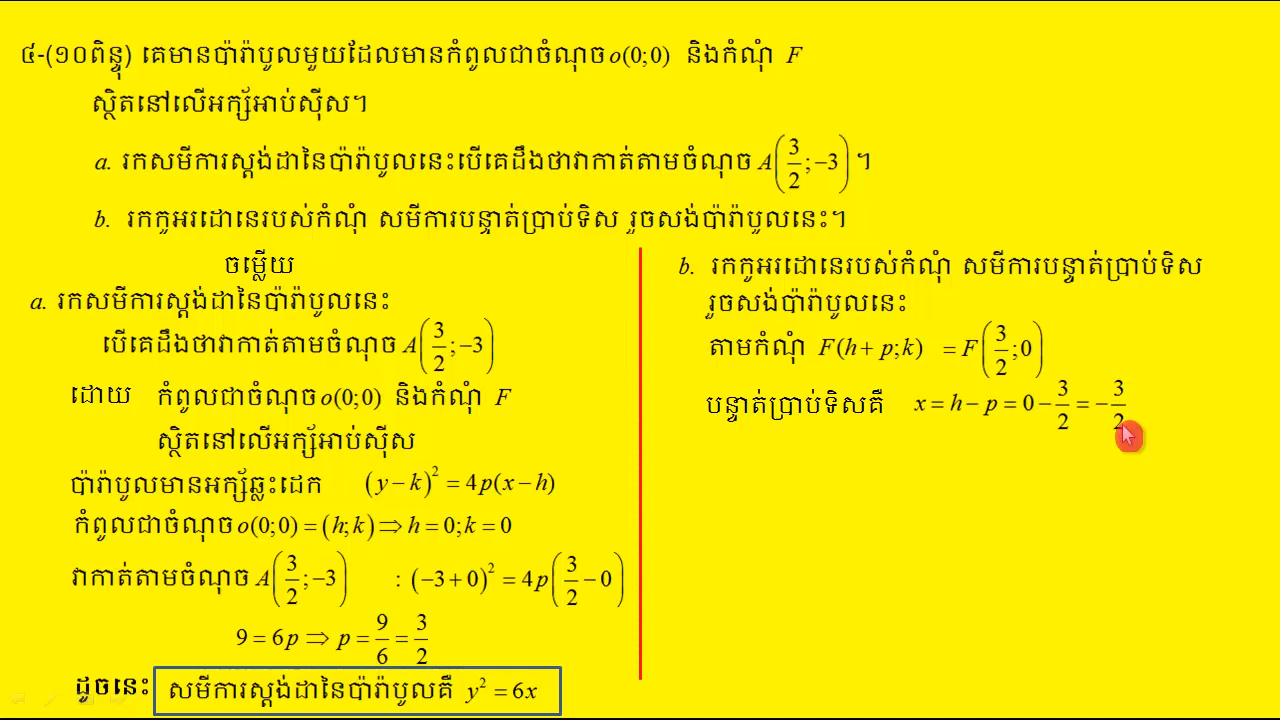 ៤-(១០ពិន្ទុ) គេមានប៉ារ៉ាបូលមួយដែលមានកំពូលជាចំណុច o(0;0) និងកំណុំ F
ស្ថិតនៅលើអក្ស័អាប់ស៊ីស។
a. រកសមីការស្តង់ដានៃប៉ារ៉ាបូលនេះបើគេដឹងថាវាកាត់តាមចំណុច A(3/2;−3)។
b. រកកូអរដោនេរបស់កំណុំ សមីការបន្ទាត់ប្រាប់ទិស រួចសង់ប៉ារ៉ាបូលនេះ។
ចម្លើយ
a. រកសមីការស្តង់ដានៃប៉ារ៉ាបូលនេះ
បើគេដឹងថាវាកាត់តាមចំណុច A(3/2;−3)
ដោយ កំពូលជាចំណុច o(0;0) និងកំណុំ F
ស្ថិតនៅលើអក្ស័អាប់ស៊ីស
ប៉ារ៉ាបូលមានអក្ស័ឆ្លុះដេក (y−k)² = 4p(x−h)
កំពូលជាចំណុច o(0;0) = (h;k) ⇒ h = 0; k = 0
វាកាត់តាមចំណុច A(3/2;−3) : (−3+0)² = 4p(3/2−0)
9 = 6p ⇒ p = 9/6 = 3/2
ដូចនេះ សមីការស្តង់ដានៃប៉ារ៉ាបូលគឺ y² = 6x
b. រកកូអរដោនេរបស់កំណុំ សមីការបន្ទាត់ប្រាប់ទិស
រួចសង់ប៉ារ៉ាបូលនេះ
តាមកំណុំ F(h+p;k) = F(3/2;0)
បន្ទាត់ប្រាប់ទិសគឺ x = h−p = 0−3/2 = −3/2